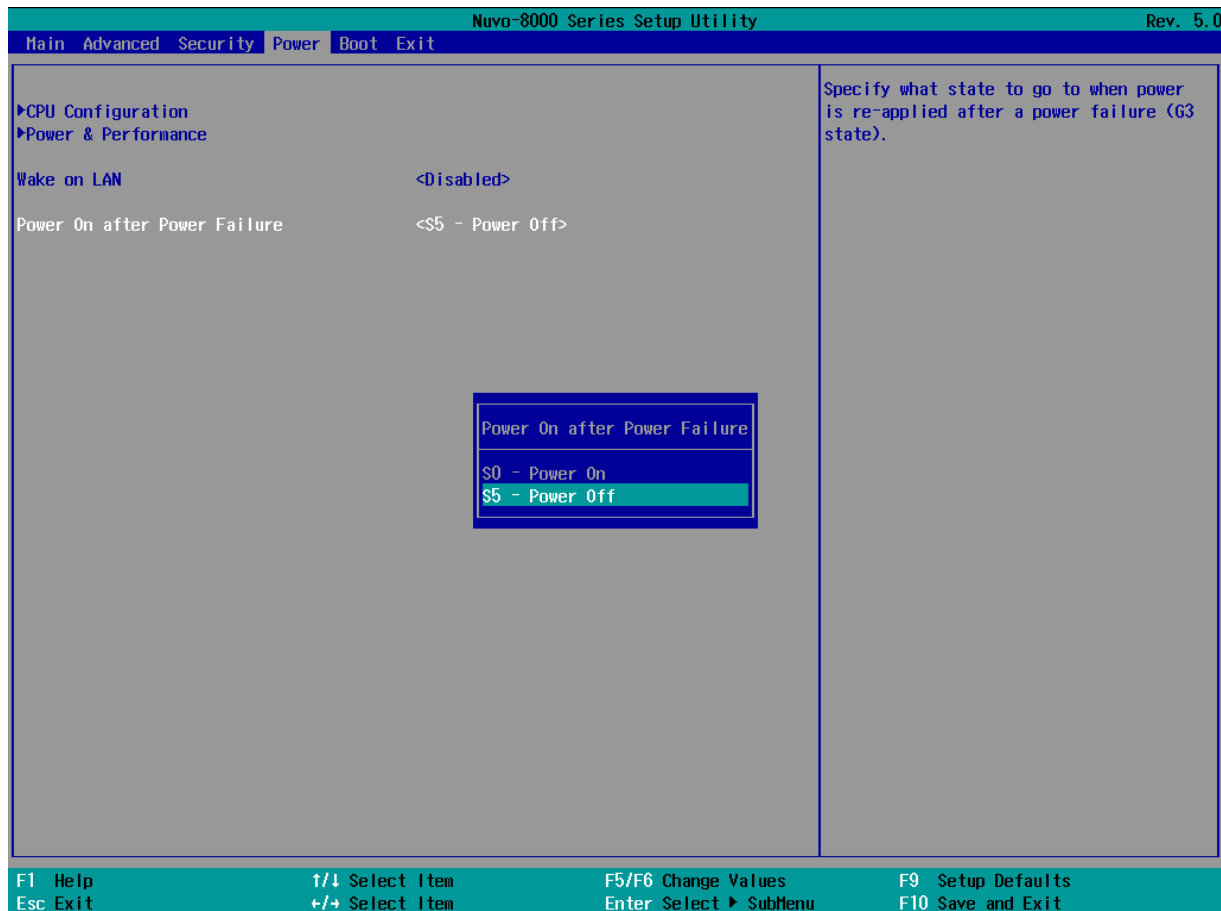 Nuvo-8000 Series Setup Utility Rev. 5.0
Main Advanced Security Power Boot Exit
▶CPU Configuration
▶Power & Performance
Wake on LAN <Disabled>
Power On after Power Failure <S5 - Power Off>
Specify what state to go to when power
is re-applied after a power failure (G3
state).
Power On after Power Failure
S0 - Power On
S5 - Power Off
F1 Help ↑/↓ Select Item F5/F6 Change Values F9 Setup Defaults
Esc Exit ←/→ Select Item Enter Select ▶ SubMenu F10 Save and Exit